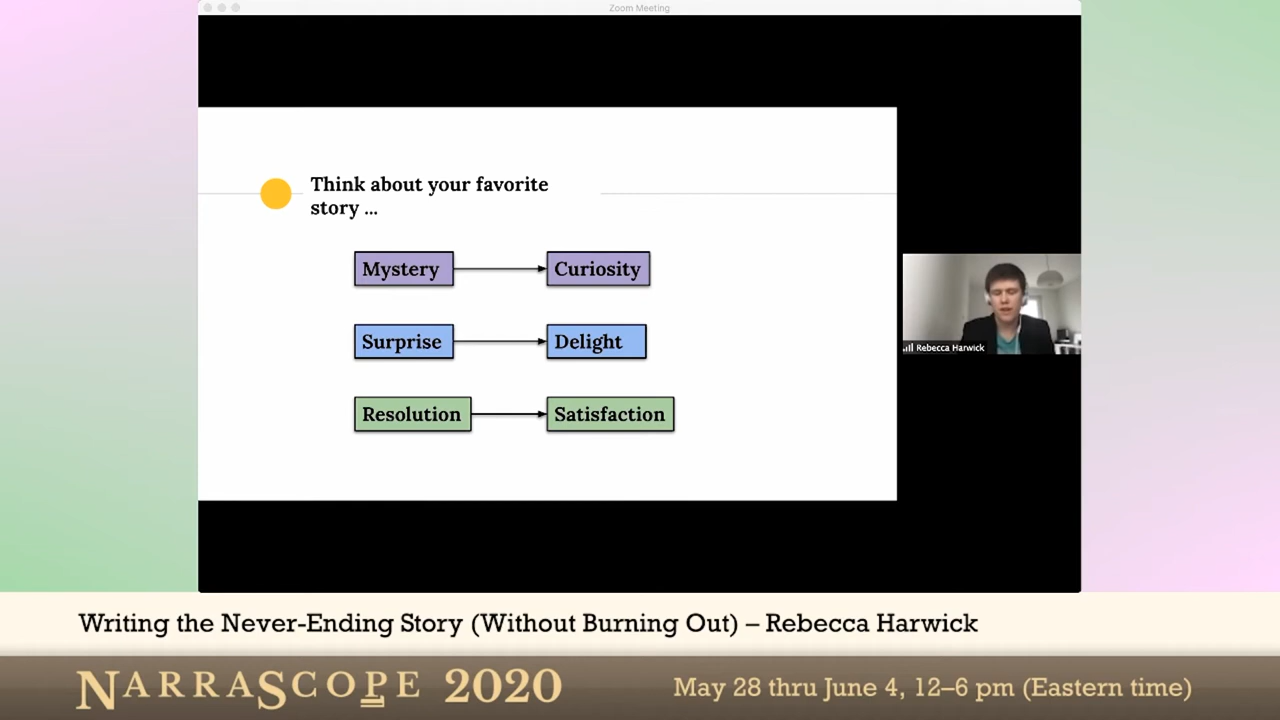 Zoom Meeting
Think about your favorite
story ...
Mystery Curiosity
Surprise Delight
Resolution Satisfaction
Rebecca Harwick
Writing the Never-Ending Story (Without Burning Out) – Rebecca Harwick
NARRASCOPE 2020 May 28 thru June 4, 12–6 pm (Eastern time)